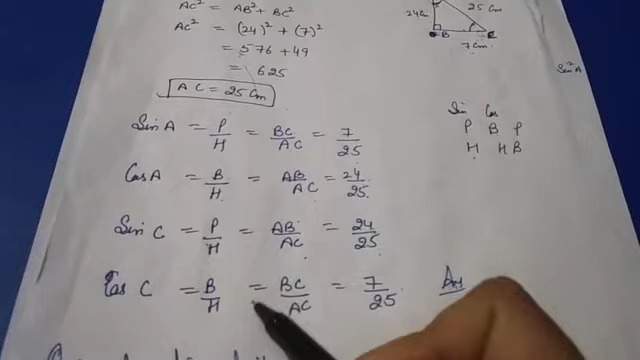 AC² = AB² + BC²
AC² = (24)² + (7)²
= 576 + 49
= 625
AC = 25 Cm
Sin A = P/H = BC/AC = 7/25
Cos A = B/H = AB/AC = 24/25
Sin C = P/H = AB/AC = 24/25
Cos C = B/H = BC/AC = 7/25 Ans
24 Cm 25 Cm
B C
7 Cm
Sin² A
Sin Cos
P B P
H H B